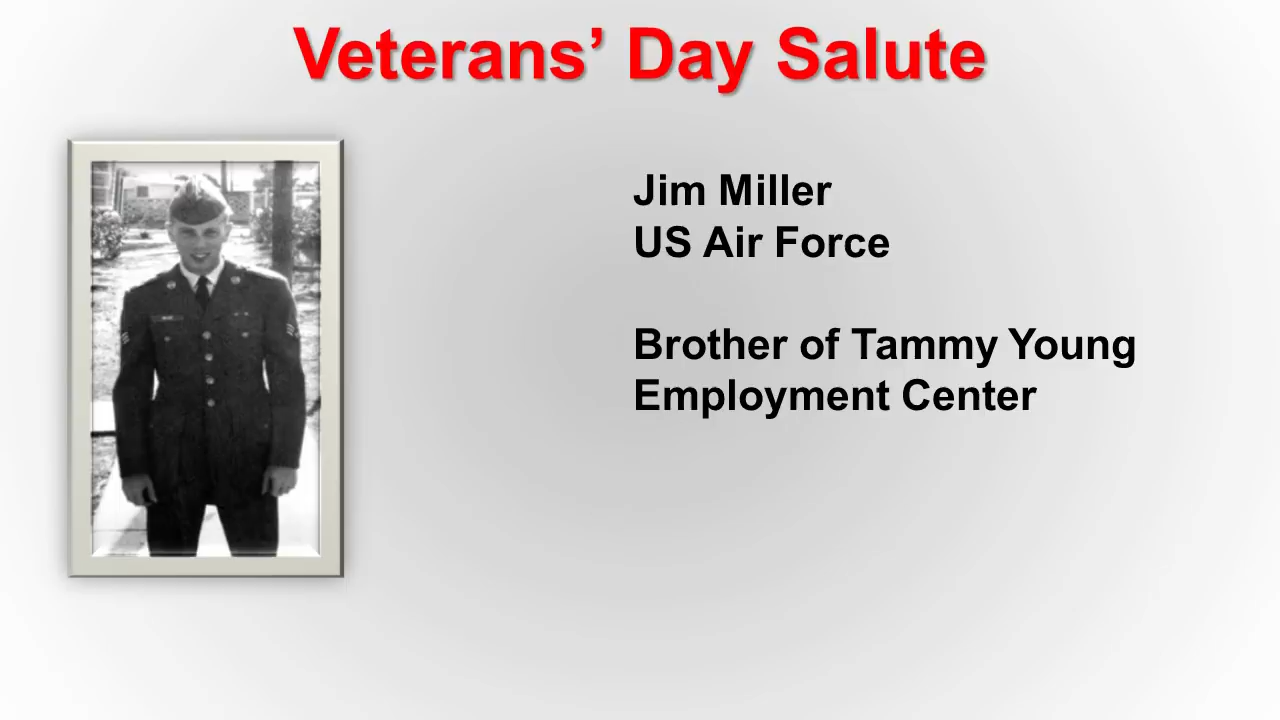 Veterans’ Day Salute
Jim Miller
US Air Force
Brother of Tammy Young
Employment Center